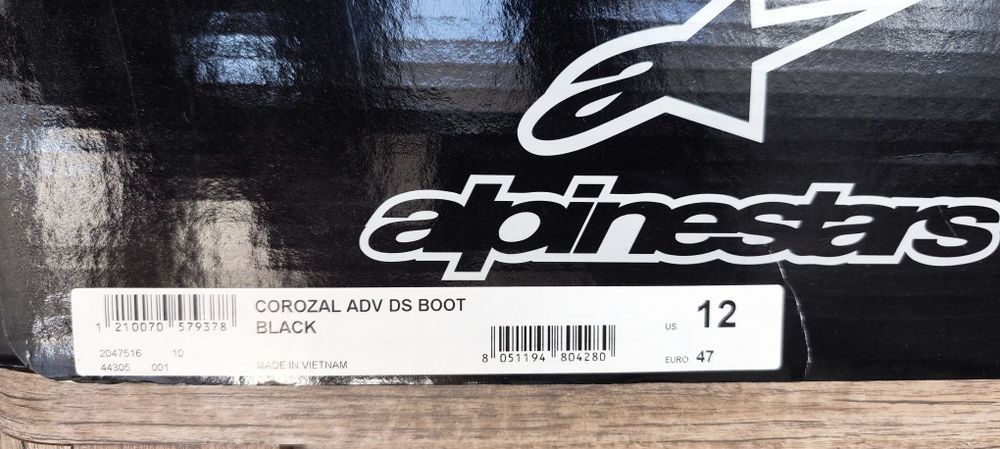 alpinestars
1 210070 579378
COROZAL ADV DS BOOT
BLACK
8 051194 804280
US 12
2047516 10
44305 001
MADE IN VIETNAM
EURO 47